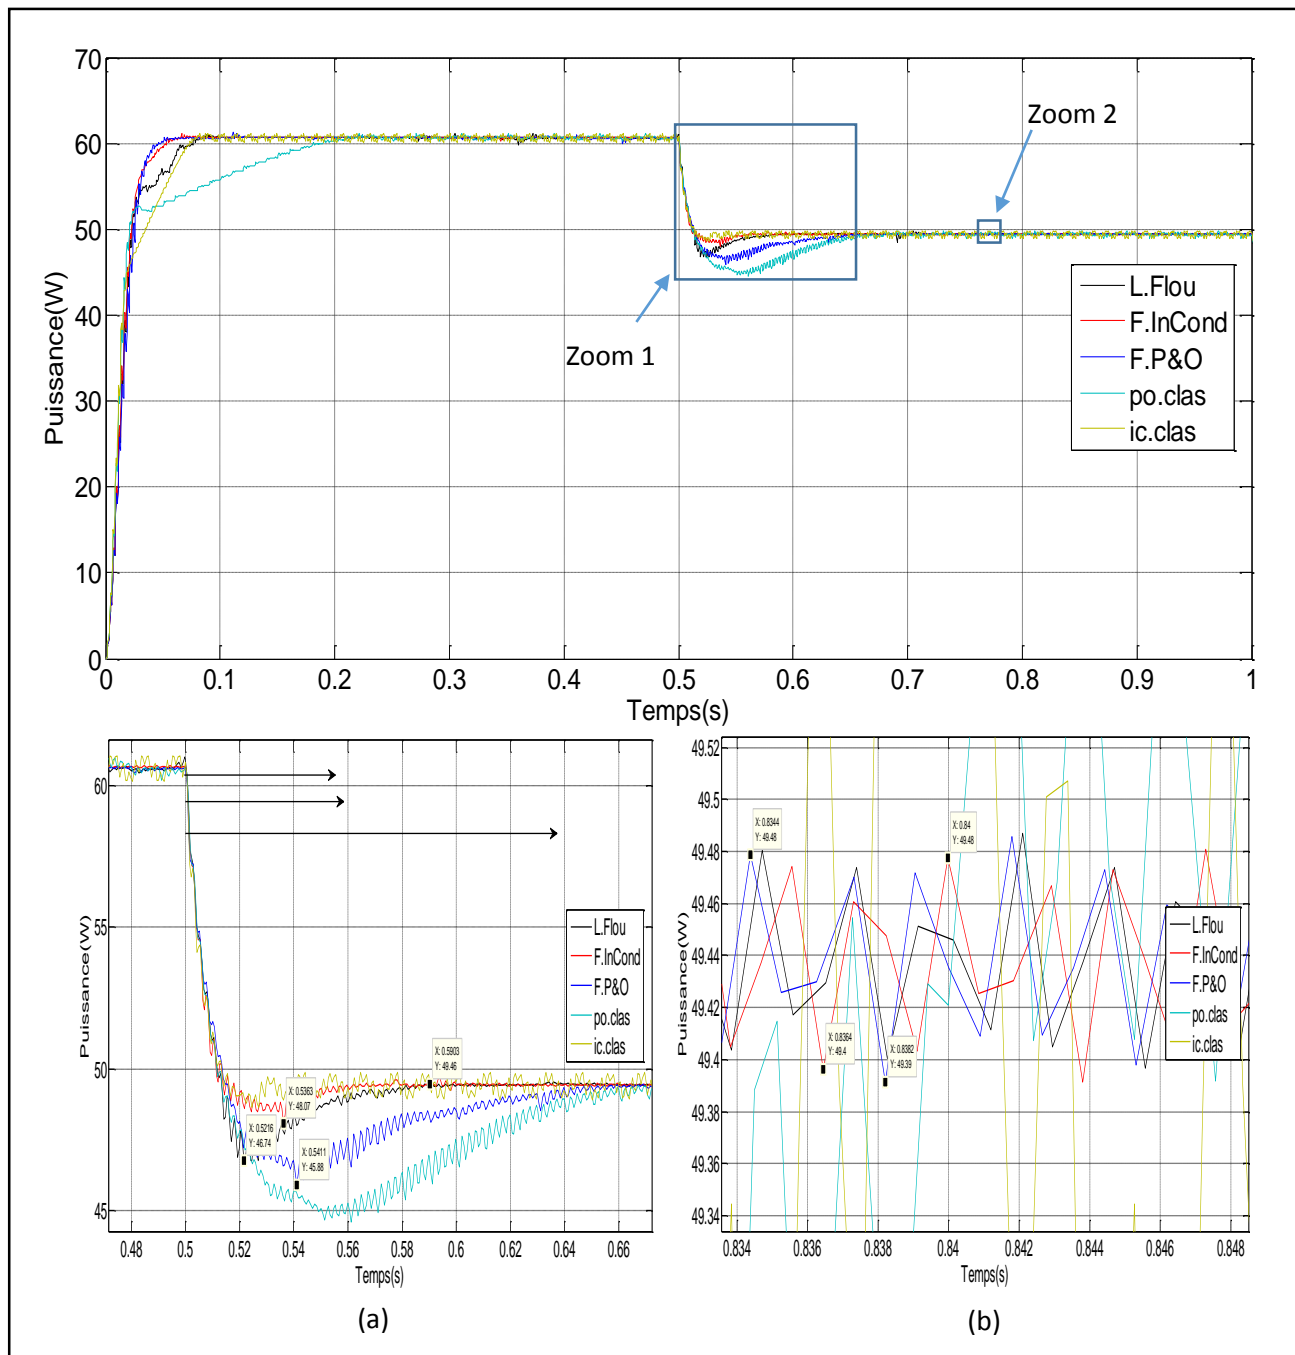 70
60
50
40
30
20
10
0
Puissance(W)
0
0.1
0.2
0.3
0.4
0.5
0.6
0.7
0.8
0.9
1
Temps(s)
Zoom 1
Zoom 2
L.Flou
F.InCond
F.P&O
po.clas
ic.clas
60
55
50
45
Puissance(W)
0.48
0.5
0.52
0.54
0.56
0.58
0.6
0.62
0.64
0.66
Temps(s)
X: 0.5903
Y: 49.46
X: 0.5363
Y: 48.07
X: 0.5216
Y: 46.74
X: 0.5411
Y: 45.88
L.Flou
F.InCond
F.P&O
po.clas
ic.clas
(a)
49.52
49.5
49.48
49.46
49.44
49.42
49.4
49.38
49.36
49.34
Puissance(W)
0.834
0.836
0.838
0.84
0.842
0.844
0.846
0.848
Temps(s)
X: 0.8344
Y: 49.48
X: 0.84
Y: 49.48
X: 0.8364
Y: 49.4
X: 0.8382
Y: 49.39
L.Flou
F.InCond
F.P&O
po.clas
ic.clas
(b)